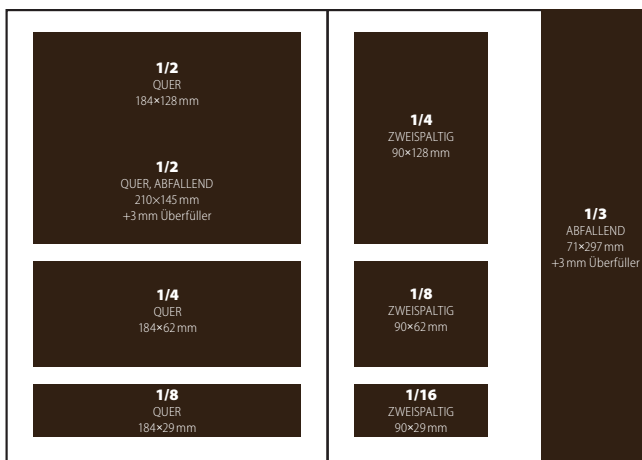 1/2
QUER
184×128 mm
1/2
QUER, ABFALLEND
210×145 mm
+3 mm Überfüller
1/4
QUER
184×62 mm
1/8
QUER
184×29 mm
1/4
ZWEISPALTIG
90×128 mm
1/8
ZWEISPALTIG
90×62 mm
1/16
ZWEISPALTIG
90×29 mm
1/3
ABFALLEND
71×297 mm
+3 mm Überfüller